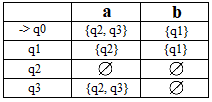 a b
-> q0 {q2, q3} {q1}
q1 {q2} {q1}
q2 ∅ ∅
q3 {q2, q3} ∅